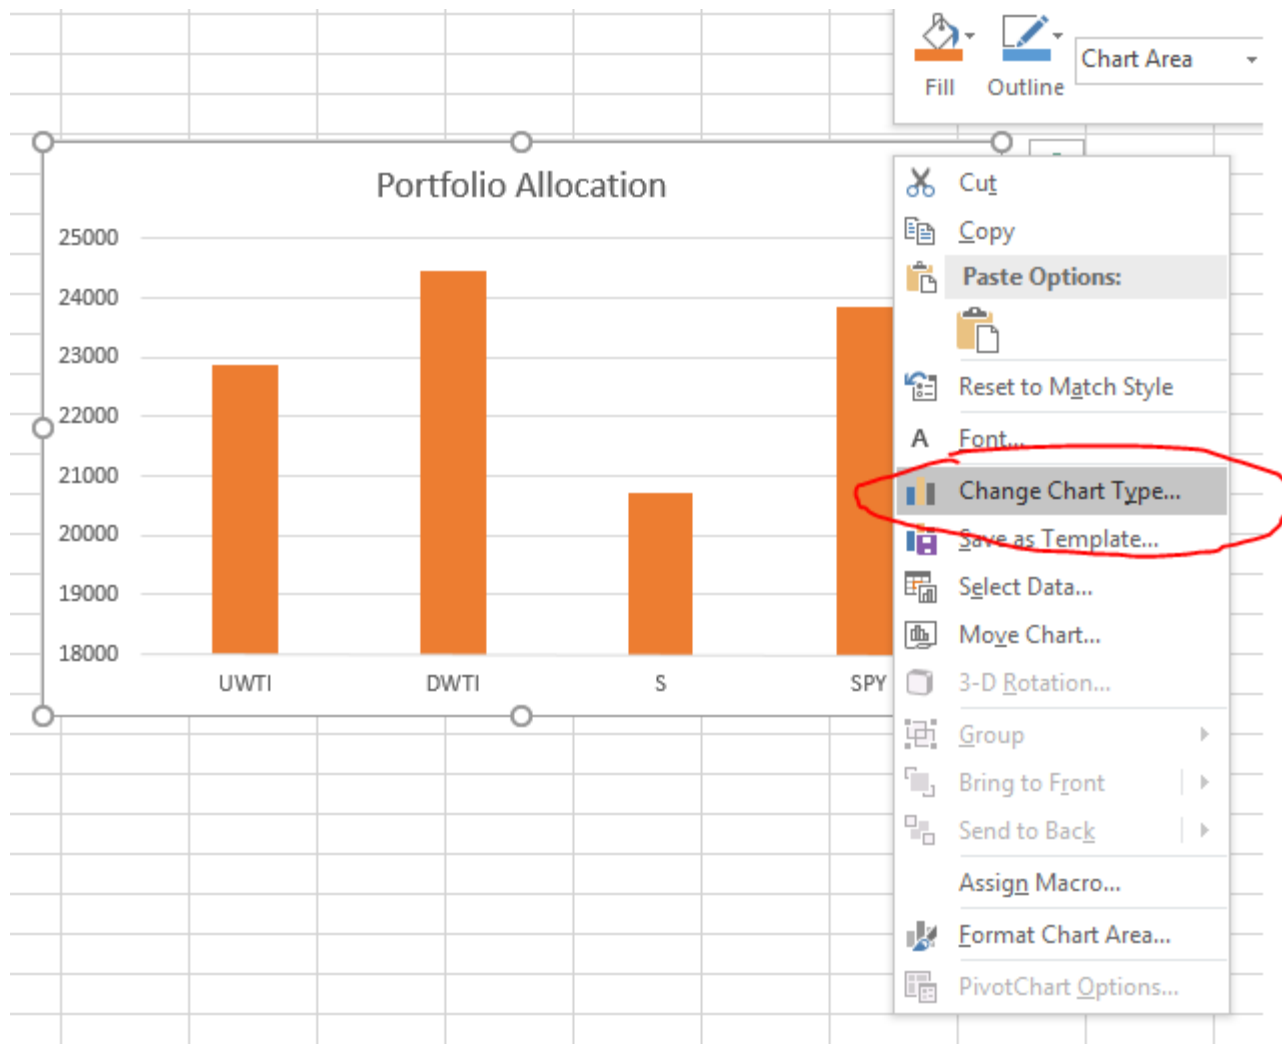 Fill
Outline
Chart Area
Portfolio Allocation
25000
24000
23000
22000
21000
20000
19000
18000
UWTI
DWTI
S
SPY
Cut
Copy
Paste Options:
Reset to Match Style
A
Font...
Change Chart Type...
Save as Template...
Select Data...
Move Chart...
3-D Rotation...
Group
Bring to Front
Send to Back
Assign Macro...
Format Chart Area...
PivotChart Options...